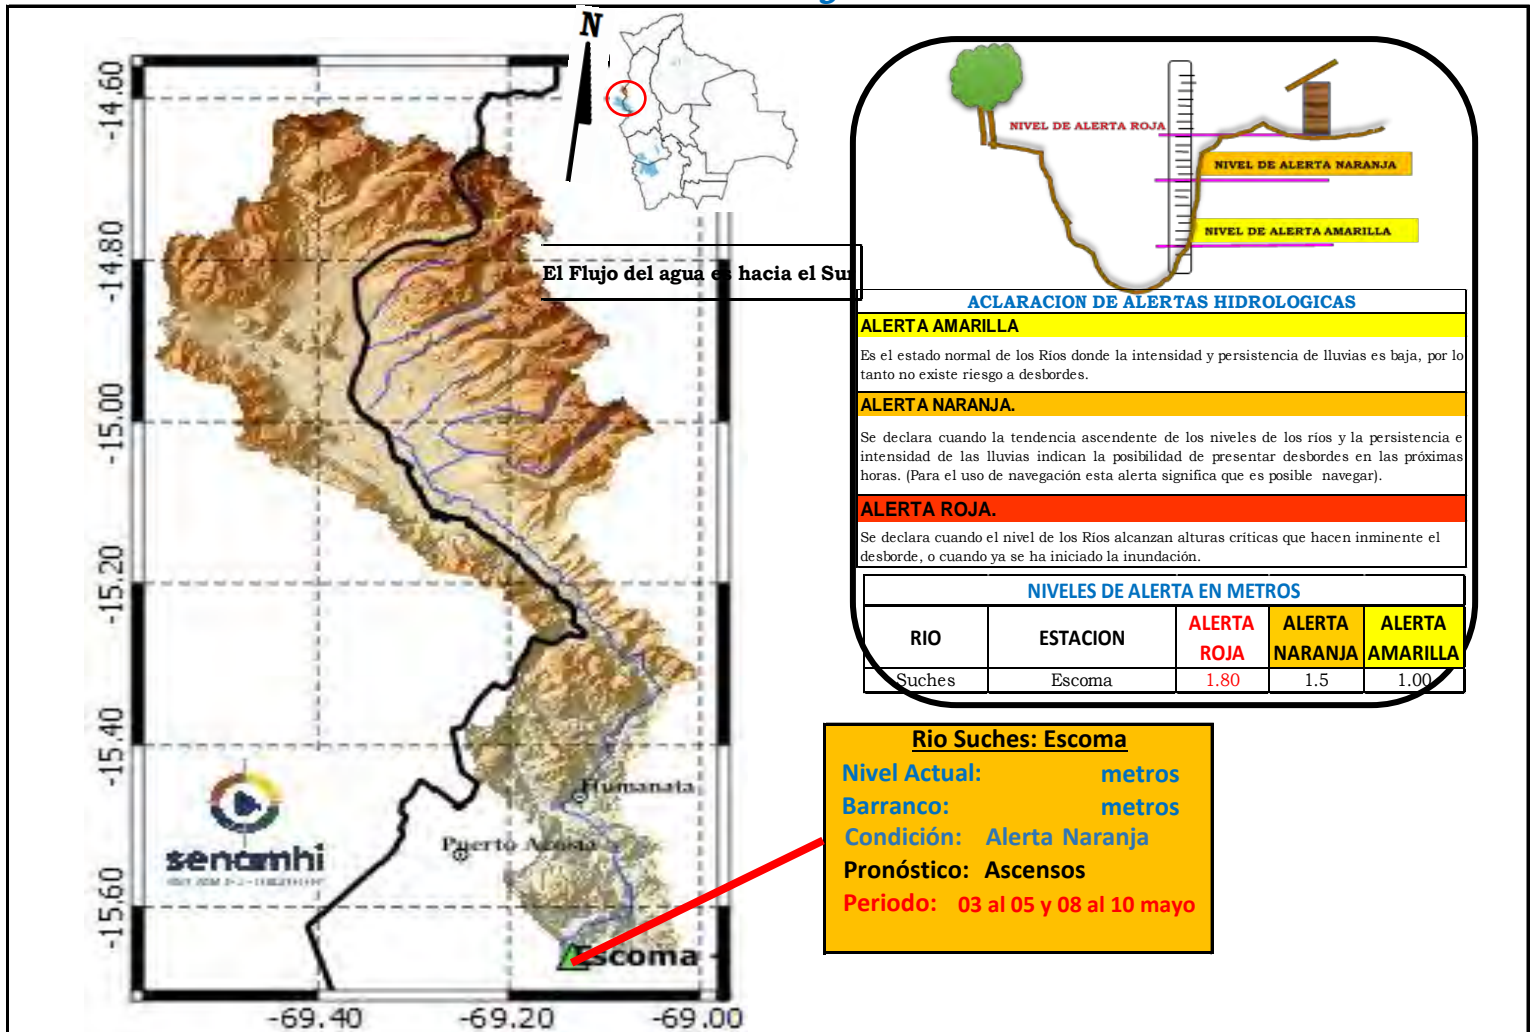 N
-14.60
-14.80
-15.00
-15.20
-15.40
-15.60
-69.40
-69.20
-69.00
El Flujo del agua es hacia el Sur
Humanata
Puerto Acosta
Escoma
senamhi
NIVEL DE ALERTA ROJA
NIVEL DE ALERTA NARANJA
NIVEL DE ALERTA AMARILLA
ACLARACION DE ALERTAS HIDROLOGICAS
ALERTA AMARILLA
Es el estado normal de los Ríos donde la intensidad y persistencia de lluvias es baja, por lo
tanto no existe riesgo a desbordes.
ALERTA NARANJA.
Se declara cuando la tendencia ascendente de los niveles de los ríos y la persistencia e
intensidad de las lluvias indican la posibilidad de presentar desbordes en las próximas
horas. (Para el uso de navegación esta alerta significa que es posible navegar).
ALERTA ROJA.
Se declara cuando el nivel de los Ríos alcanzan alturas críticas que hacen inminente el
desborde, o cuando ya se ha iniciado la inundación.
NIVELES DE ALERTA EN METROS
RIO ESTACION ALERTA ROJA ALERTA NARANJA ALERTA AMARILLA
Suches Escoma 1.80 1.5 1.00
Rio Suches: Escoma
Nivel Actual: metros
Barranco: metros
Condición: Alerta Naranja
Pronóstico: Ascensos
Periodo: 03 al 05 y 08 al 10 mayo